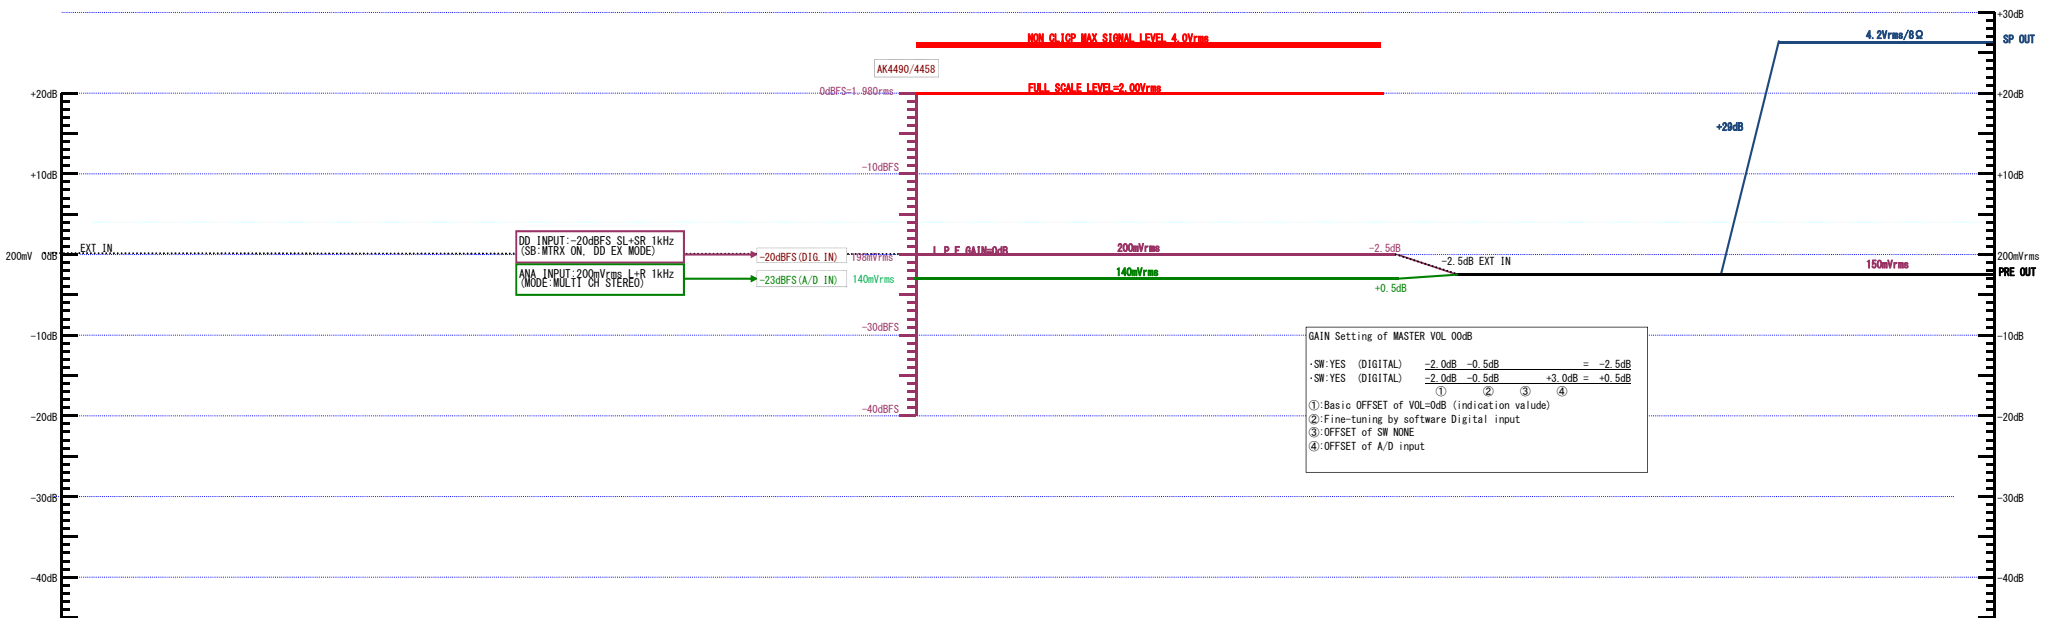 +30dB
4.2Vrms/8Ω
SP OUT
NON CLICP MAX SIGNAL LEVEL 4.0Vrms
AK4490/4458
FULL SCALE LEVEL=2.00Vrms
0dBFS=1.980rms
+20dB
+20dB
+29dB
-10dBFS
+10dB
+10dB
EXT IN
200mV
0dB
DD INPUT:-20dBFS SL+SR 1kHz
(SB:MTRX ON, DD EX MODE)
-20dBFS(DIG.IN)
198mVrms
L.P.F GAIN=0dB
200mVrms
-2.5dB
-2.5dB EXT IN
200mVrms
150mVrms
PRE OUT
ANA INPUT:200mVrms L+R 1kHz
(MODE:MULTI CH STEREO)
-23dBFS(A/D IN)
140mVrms
140mVrms
+0.5dB
-30dBFS
-10dB
-10dB
GAIN Setting of MASTER VOL 00dB
・SW:YES (DIGITAL) -2.0dB -0.5dB = -2.5dB
・SW:YES (DIGITAL) -2.0dB -0.5dB +3.0dB = +0.5dB
① ② ③ ④
①:Basic OFFSET of VOL=0dB (indication valude)
②:Fine-tuning by software Digital input
③:OFFSET of SW NONE
④:OFFSET of A/D input
-40dBFS
-20dB
-20dB
-30dB
-30dB
-40dB
-40dB